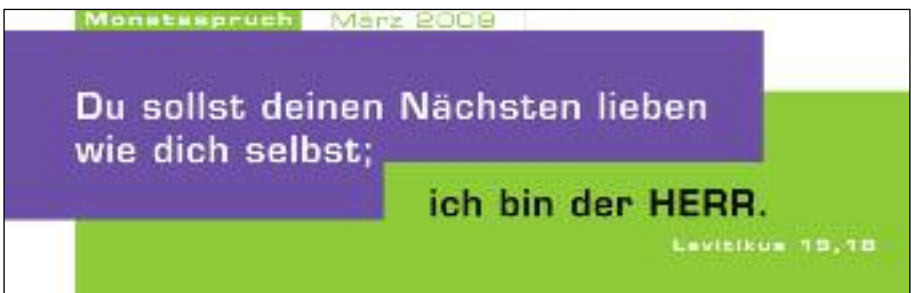 Monatsspruch März 2009
Du sollst deinen Nächsten lieben
wie dich selbst;
ich bin der HERR.
Levitikus 19,18